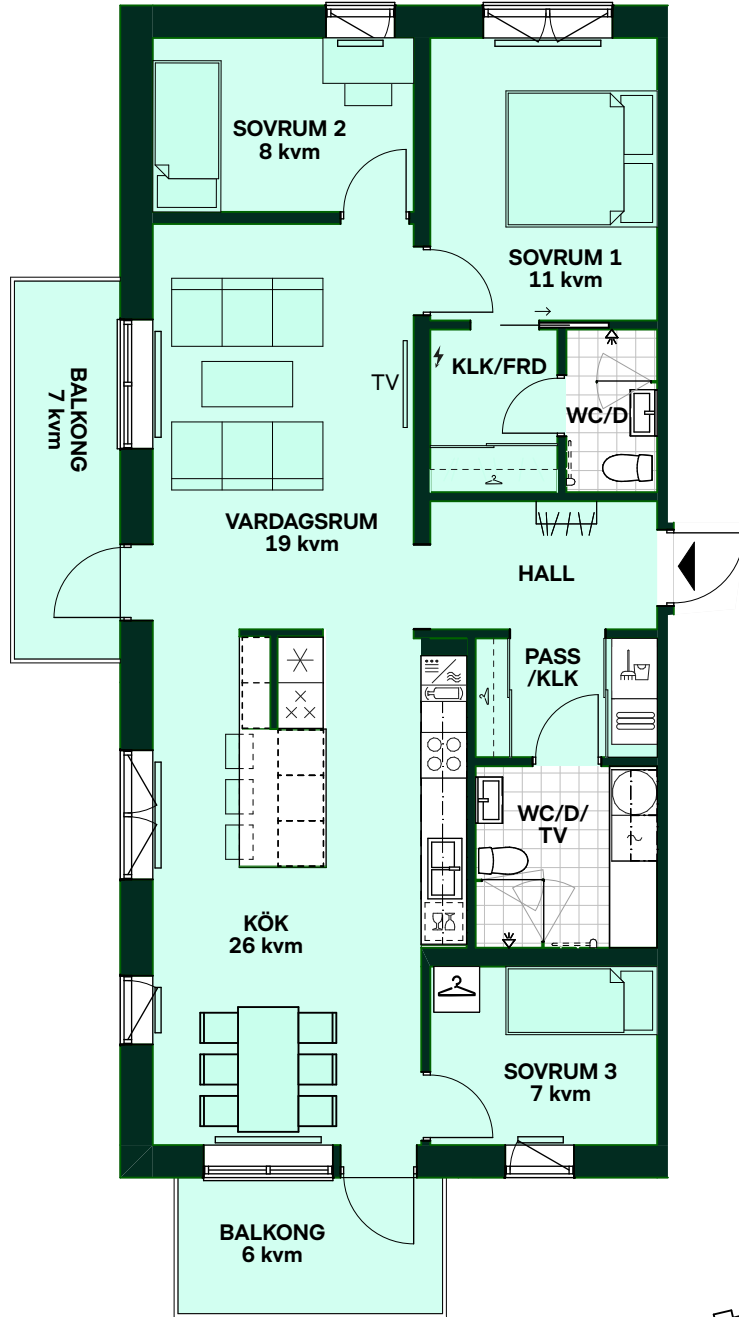 SOVRUM 2
8 kvm
SOVRUM 1
11 kvm
BALKONG
7 kvm
TV
KLK/FRD
WC/D
VARDAGSRUM
19 kvm
HALL
PASS
/KLK
WC/D/
TV
KÖK
26 kvm
SOVRUM 3
7 kvm
BALKONG
6 kvm